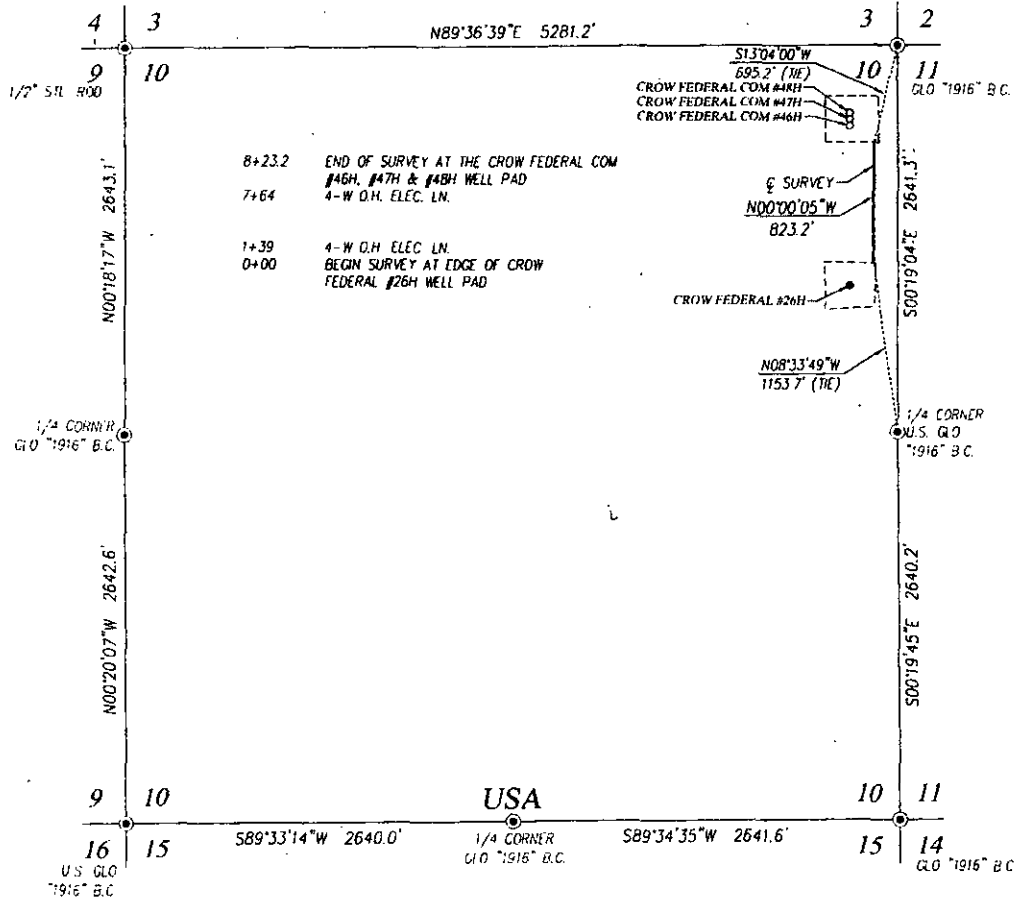 4 3
N89°36'39"E 5281.2'
3 2
9 10
10 11
1/2" STL ROD
S13°04'00"W
695.2' (TIE)
GLO "1916" B.C.
CROW FEDERAL COM #48H
CROW FEDERAL COM #47H
CROW FEDERAL COM #46H
8+23.2 END OF SURVEY AT THE CROW FEDERAL COM
#46H, #47H & #48H WELL PAD
7+64 4-W O.H. ELEC. LN.
1+39 4-W O.H ELEC LN.
0+00 BEGIN SURVEY AT EDGE OF CROW
FEDERAL #26H WELL PAD
N00°18'17"W 2643.1'
℄ SURVEY
N00°00'05"W
823.2'
S00°19'04"E 2641.3'
CROW FEDERAL #26H
N08°33'49"W
1153.7' (TIE)
1/4 CORNER
GLO "1916" B.C.
1/4 CORNER
U.S. GLO
"1916" B.C.
N00°20'07"W 2642.6'
S00°19'45"E 2640.2'
9 10
USA
10 11
S89°33'14"W 2640.0'
1/4 CORNER
GLO "1916" B.C.
S89°34'35"W 2641.6'
16 15
U.S. GLO
"1916" B.C
15 14
GLO "1916" B.C